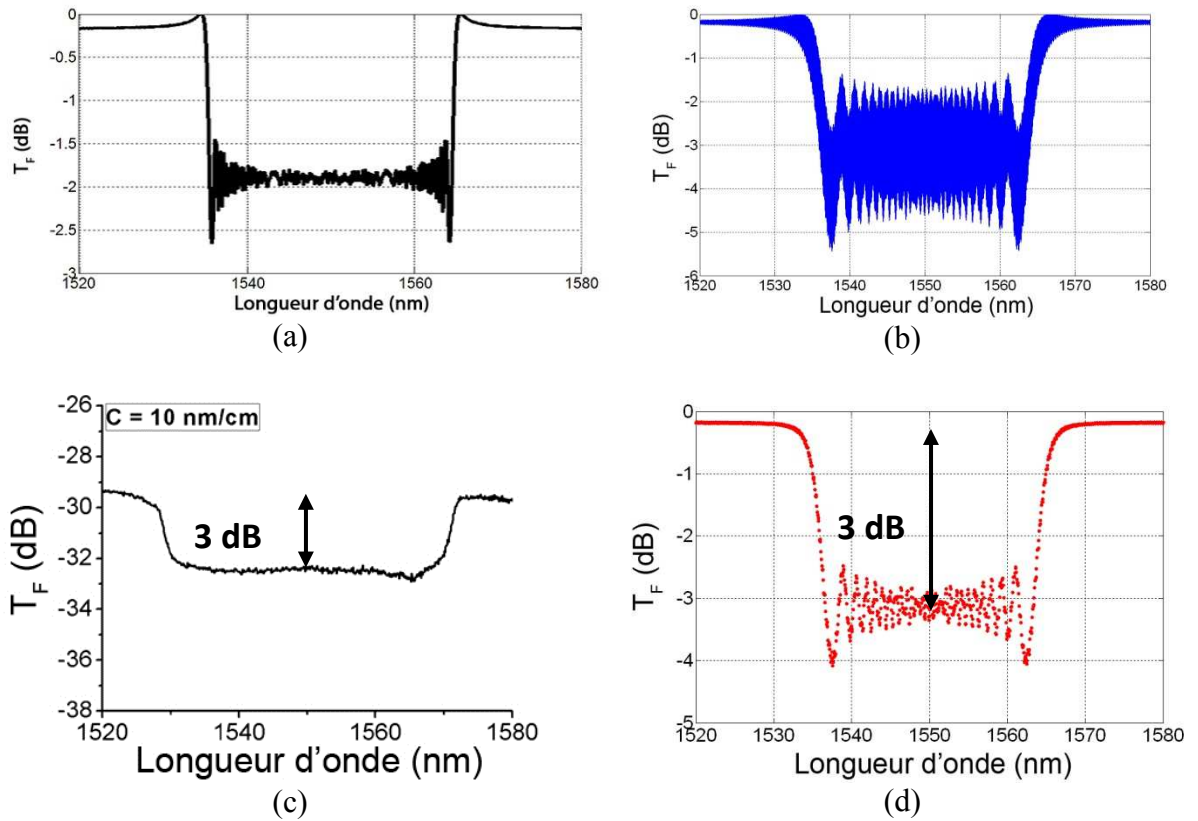 0
-0.5
-1
-1.5
-2
-2.5
-3
T_F (dB)
1520 1540 1560 1580
Longueur d'onde (nm)
(a)
0
-1
-2
-3
-4
-5
-6
T_F (dB)
1520 1530 1540 1550 1560 1570 1580
Longueur d'onde (nm)
(b)
-26
-28
-30
-32
-34
-36
-38
T_F (dB)
C = 10 nm/cm
3 dB
1520 1540 1560 1580
Longueur d'onde (nm)
(c)
0
-1
-2
-3
-4
-5
T_F (dB)
3 dB
1520 1530 1540 1550 1560 1570 1580
Longueur d'onde (nm)
(d)